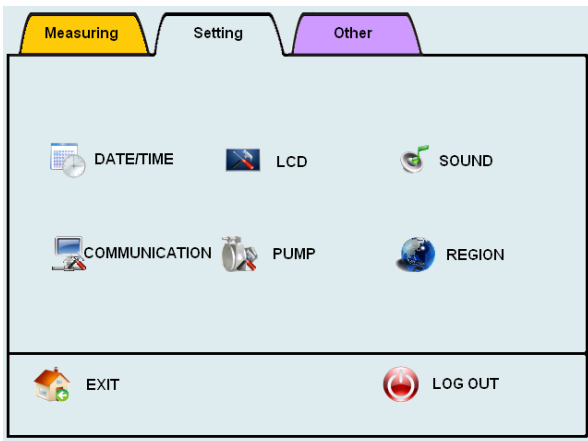 Measuring Setting Other
DATE/TIME LCD SOUND
COMMUNICATION PUMP REGION
EXIT LOG OUT